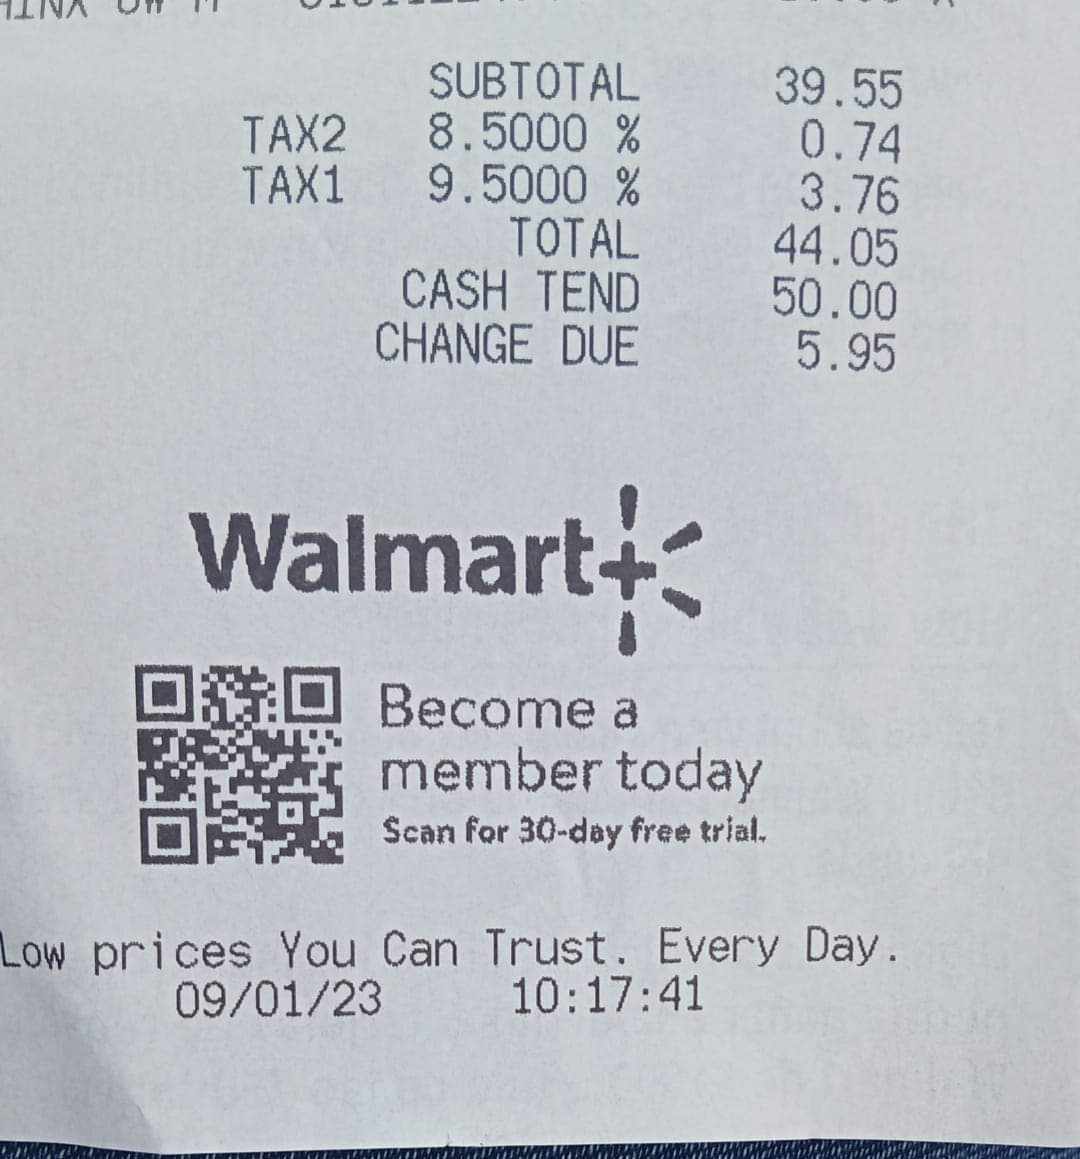 SUBTOTAL 39.55
TAX2 8.5000 % 0.74
TAX1 9.5000 % 3.76
TOTAL 44.05
CASH TEND 50.00
CHANGE DUE 5.95
Walmart+
Become a
member today
Scan for 30-day free trial.
Low prices You Can Trust. Every Day.
09/01/23 10:17:41